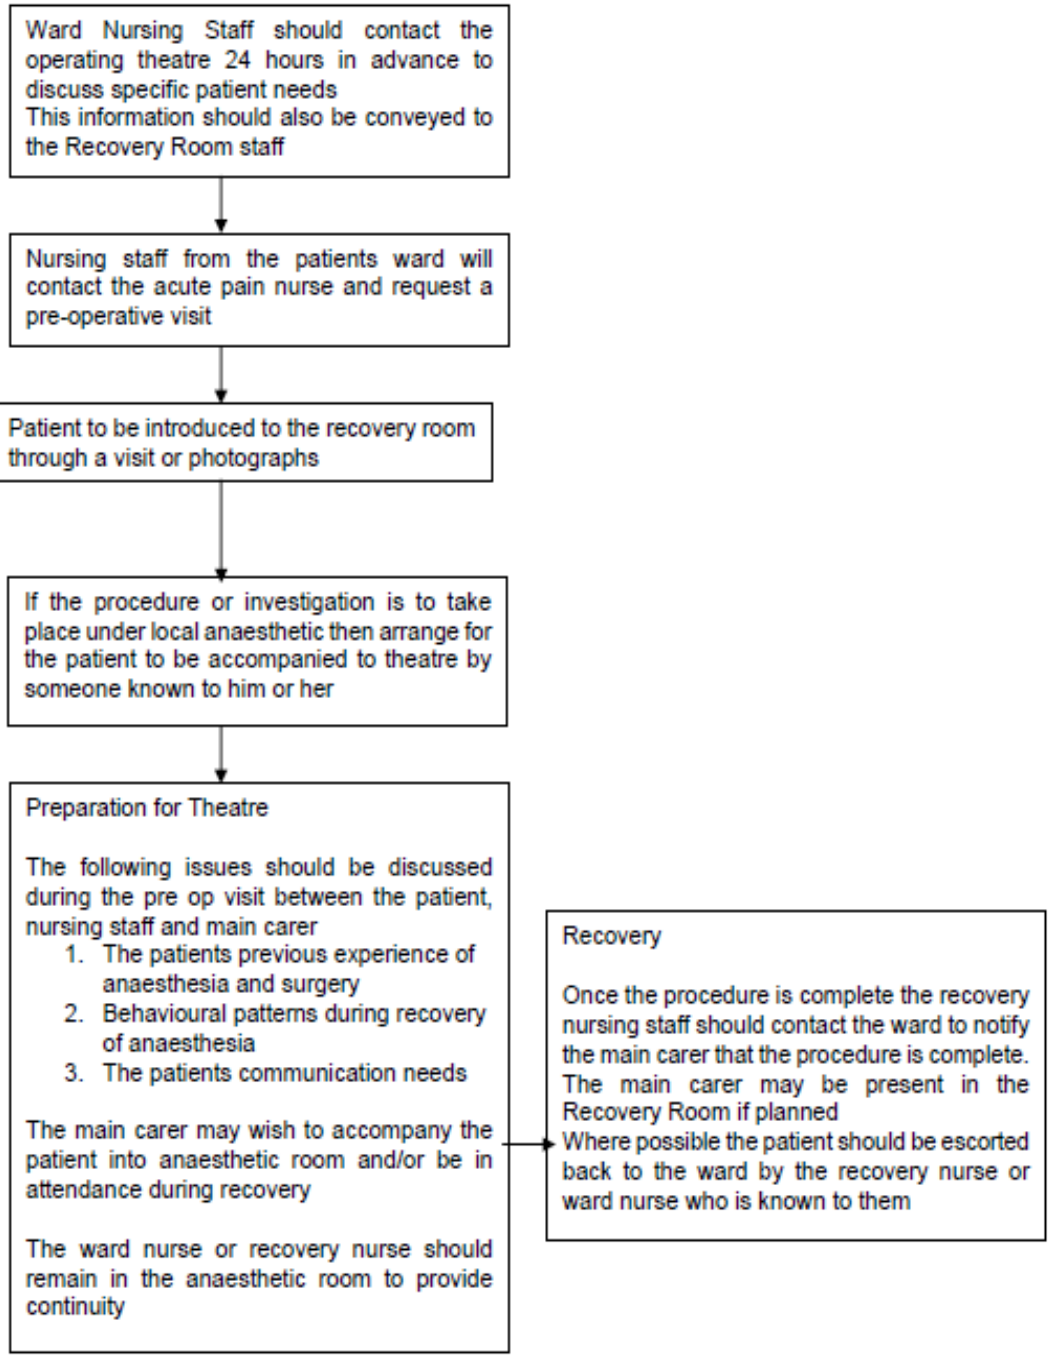 Ward Nursing Staff should contact the
operating theatre 24 hours in advance to
discuss specific patient needs
This information should also be conveyed to
the Recovery Room staff
Nursing staff from the patients ward will
contact the acute pain nurse and request a
pre-operative visit
Patient to be introduced to the recovery room
through a visit or photographs
If the procedure or investigation is to take
place under local anaesthetic then arrange for
the patient to be accompanied to theatre by
someone known to him or her
Preparation for Theatre
The following issues should be discussed
during the pre op visit between the patient,
nursing staff and main carer
1. The patients previous experience of
anaesthesia and surgery
2. Behavioural patterns during recovery
of anaesthesia
3. The patients communication needs
The main carer may wish to accompany the
patient into anaesthetic room and/or be in
attendance during recovery
The ward nurse or recovery nurse should
remain in the anaesthetic room to provide
continuity
Recovery
Once the procedure is complete the recovery
nursing staff should contact the ward to notify
the main carer that the procedure is complete.
The main carer may be present in the
Recovery Room if planned
Where possible the patient should be escorted
back to the ward by the recovery nurse or
ward nurse who is known to them